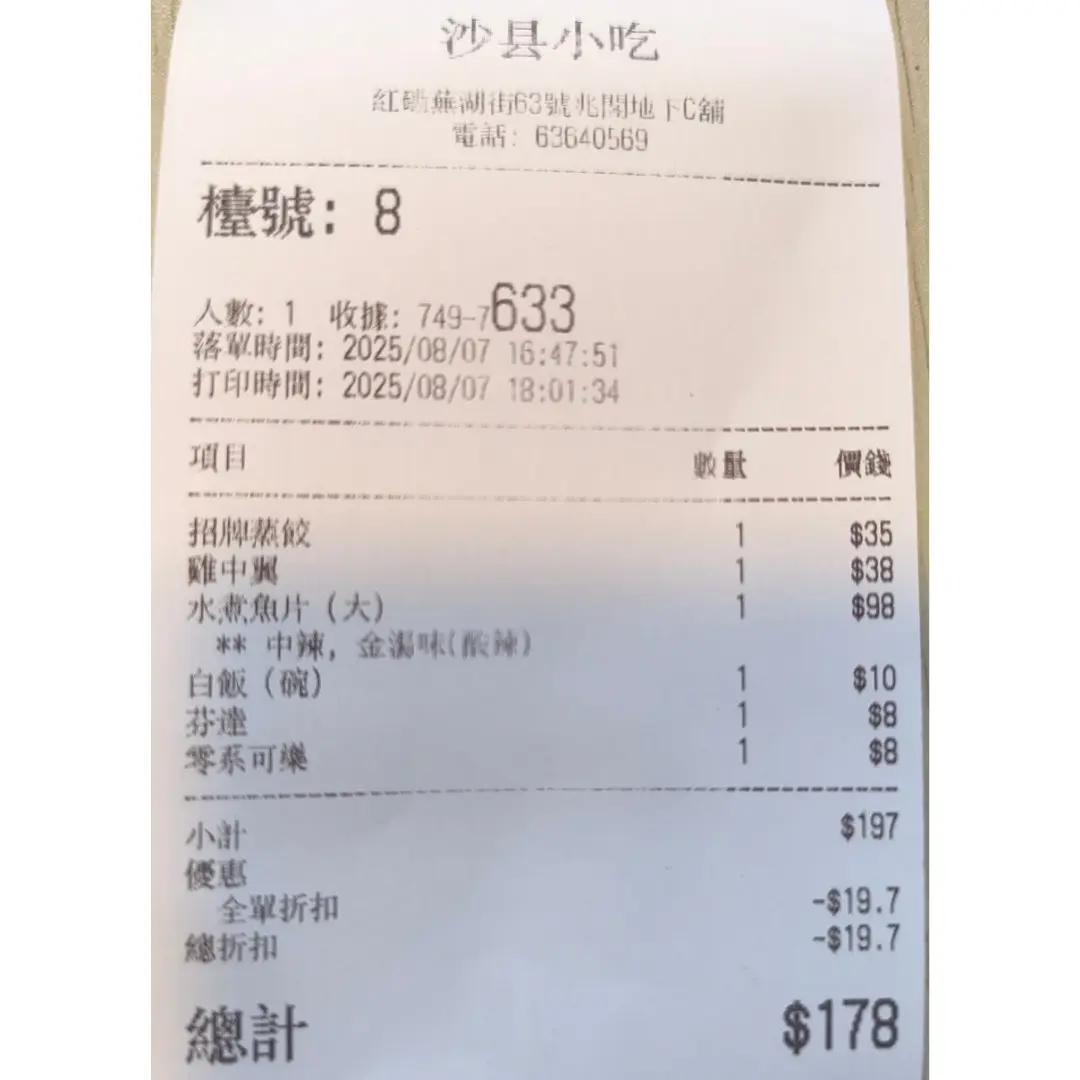 沙县小吃
紅磡蕪湖街63號兆閣地下C舖
電話: 63640569
檯號: 8
人數: 1 收據: 749-7633
落單時間: 2025/08/07 16:47:51
打印時間: 2025/08/07 18:01:34
項目 數量 價錢
招牌蒸餃 1 $35
雞中翼 1 $38
水煮魚片 (大) 1 $98
** 中辣, 金湯味(酸辣)
白飯 (碗) 1 $10
芬達 1 $8
零系可樂 1 $8
小計 $197
優惠
全單折扣 -$19.7
總折扣 -$19.7
總計 $178